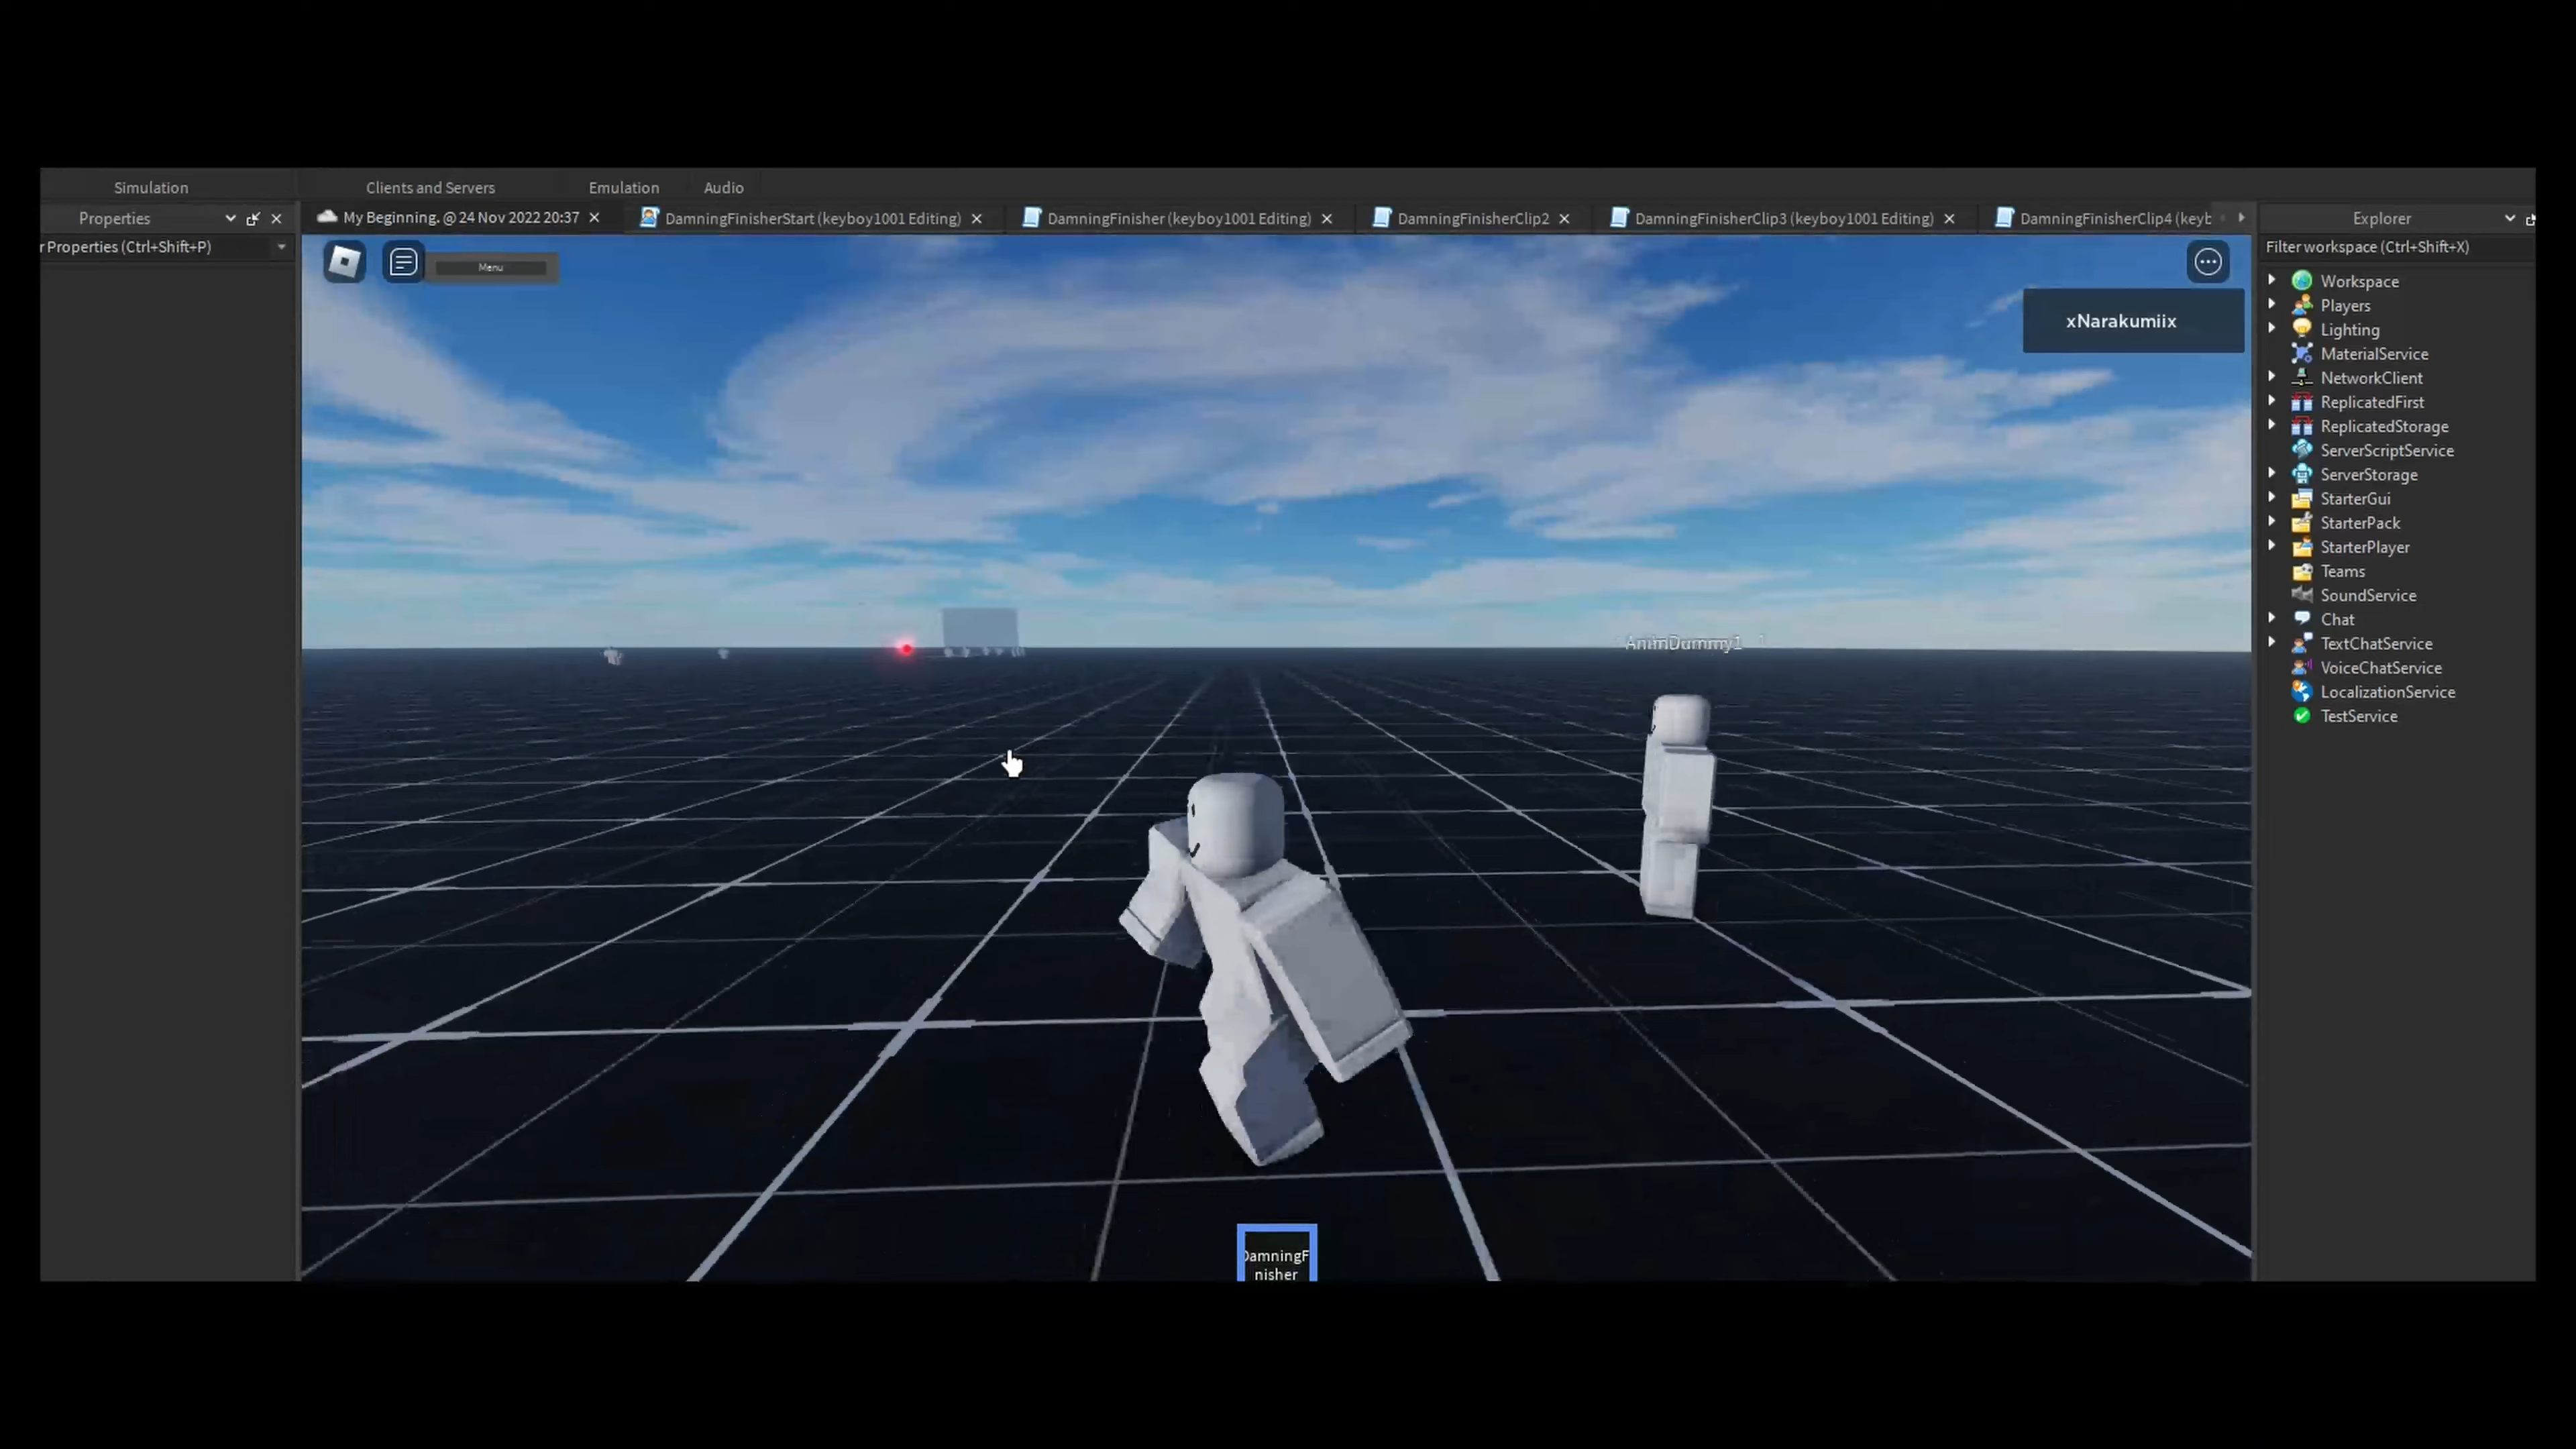 Simulation
Clients and Servers
Emulation
Audio
Properties
My Beginning. @ 24 Nov 2022 20:37
DamningFinisherStart (keyboy1001 Editing)
DamningFinisher (keyboy1001 Editing)
DamningFinisherClip2
DamningFinisherClip3 (keyboy1001 Editing)
DamningFinisherClip4 (keyb
Explorer
r Properties (Ctrl+Shift+P)
Filter workspace (Ctrl+Shift+X)
Menu
xNarakumiix
Workspace
Players
Lighting
MaterialService
NetworkClient
ReplicatedFirst
ReplicatedStorage
ServerScriptService
ServerStorage
StarterGui
StarterPack
StarterPlayer
Teams
SoundService
Chat
TextChatService
VoiceChatService
LocalizationService
TestService
AnimDummy1
DamningF
nisher